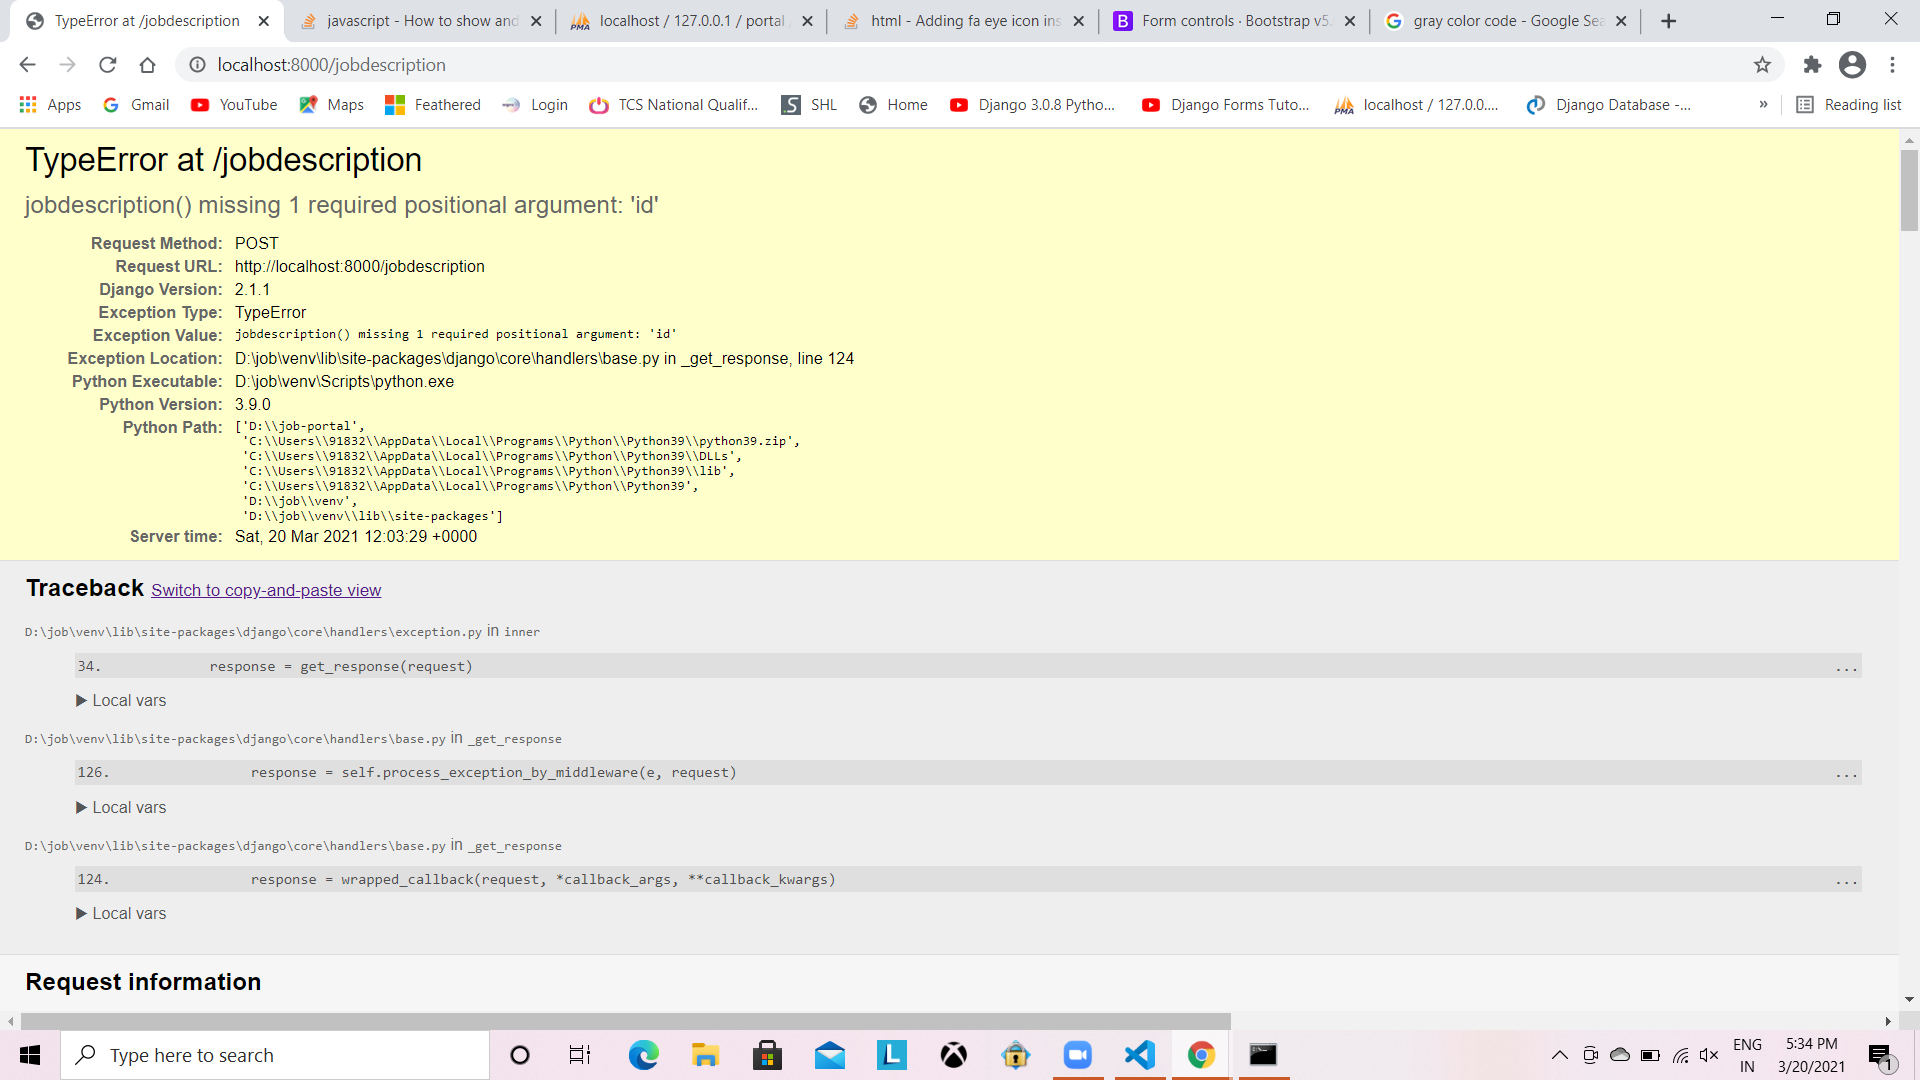 TypeError at /jobdescription
javascript - How to show and
localhost / 127.0.0.1 / portal
html - Adding fa eye icon ins
Form controls · Bootstrap v5.
gray color code - Google Sea
localhost:8000/jobdescription
Apps
Gmail
YouTube
Maps
Feathered
Login
TCS National Qualif...
SHL
Home
Django 3.0.8 Pytho...
Django Forms Tuto...
localhost / 127.0.0....
Django Database -...
»
Reading list
TypeError at /jobdescription
jobdescription() missing 1 required positional argument: 'id'
Request Method: POST
Request URL: http://localhost:8000/jobdescription
Django Version: 2.1.1
Exception Type: TypeError
Exception Value: jobdescription() missing 1 required positional argument: 'id'
Exception Location: D:\job\venv\lib\site-packages\django\core\handlers\base.py in _get_response, line 124
Python Executable: D:\job\venv\Scripts\python.exe
Python Version: 3.9.0
Python Path: ['D:\\job-portal',
'C:\\Users\\91832\\AppData\\Local\\Programs\\Python\\Python39\\python39.zip',
'C:\\Users\\91832\\AppData\\Local\\Programs\\Python\\Python39\\DLLs',
'C:\\Users\\91832\\AppData\\Local\\Programs\\Python\\Python39\\lib',
'C:\\Users\\91832\\AppData\\Local\\Programs\\Python\\Python39',
'D:\\job\\venv',
'D:\\job\\venv\\lib\\site-packages']
Server time: Sat, 20 Mar 2021 12:03:29 +0000
Traceback Switch to copy-and-paste view
D:\job\venv\lib\site-packages\django\core\handlers\exception.py in inner
34. response = get_response(request) ...
▶ Local vars
D:\job\venv\lib\site-packages\django\core\handlers\base.py in _get_response
126. response = self.process_exception_by_middleware(e, request) ...
▶ Local vars
D:\job\venv\lib\site-packages\django\core\handlers\base.py in _get_response
124. response = wrapped_callback(request, *callback_args, **callback_kwargs) ...
▶ Local vars
Request information
Type here to search
ENG
IN
5:34 PM
3/20/2021
1